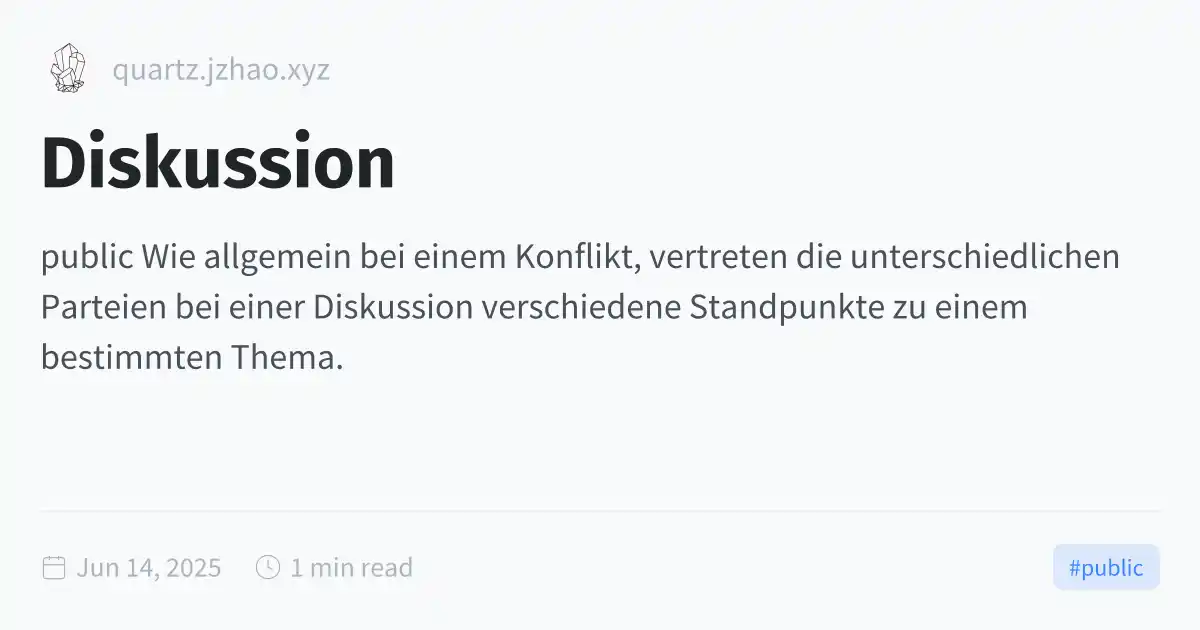 quartz.jzhao.xyz
Diskussion
public Wie allgemein bei einem Konflikt, vertreten die unterschiedlichen
Parteien bei einer Diskussion verschiedene Standpunkte zu einem
bestimmten Thema.
Jun 14, 2025 1 min read #public